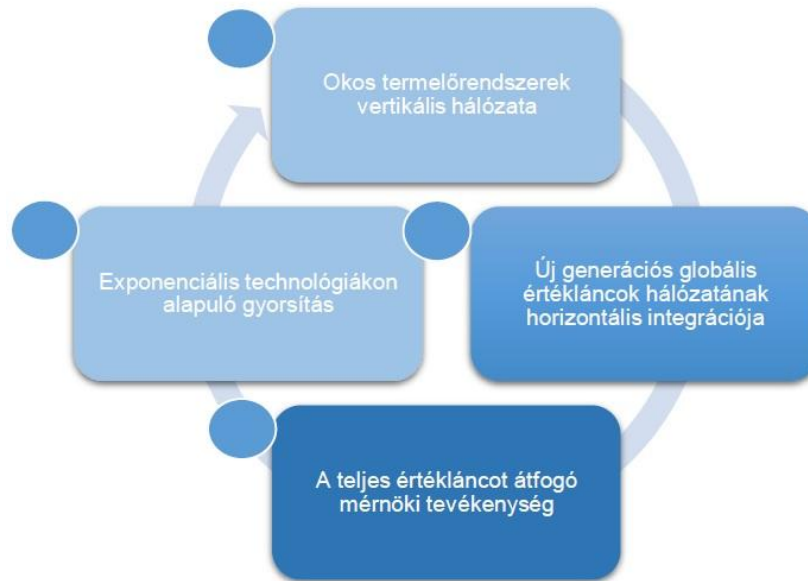 Okos termelőrendszerek
vertikális hálózata
Új generációs globális
értékláncok hálózatának
horizontális integrációja
A teljes értékláncot átfogó
mérnöki tevékenység
Exponenciális technológiákon
alapuló gyorsítás